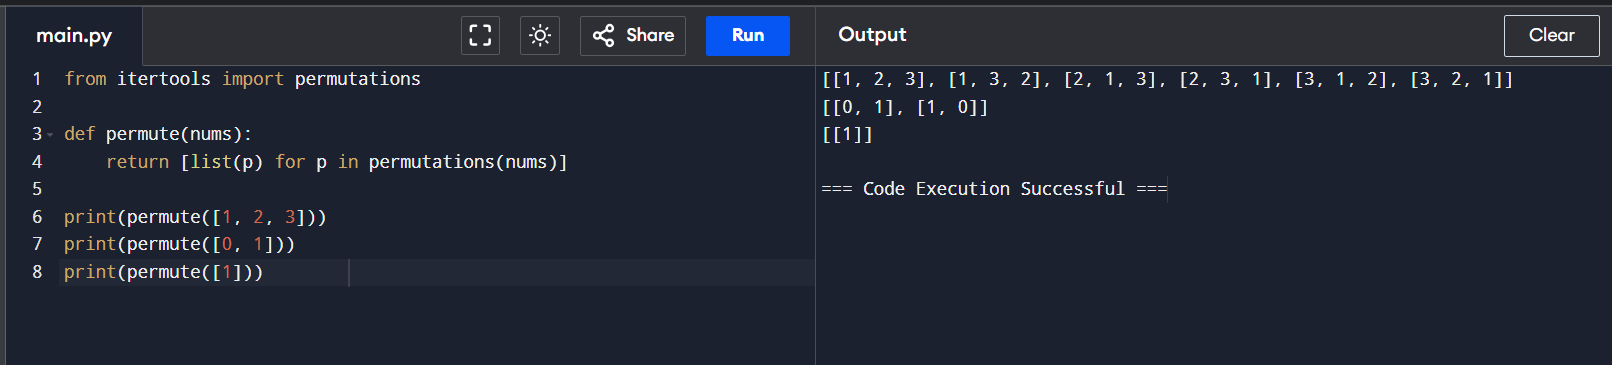 main.py
Share
Run
Output
Clear
1 from itertools import permutations
2
3 def permute(nums):
4     return [list(p) for p in permutations(nums)]
5
6 print(permute([1, 2, 3]))
7 print(permute([0, 1]))
8 print(permute([1]))
[[1, 2, 3], [1, 3, 2], [2, 1, 3], [2, 3, 1], [3, 1, 2], [3, 2, 1]]
[[0, 1], [1, 0]]
[[1]]
=== Code Execution Successful ===